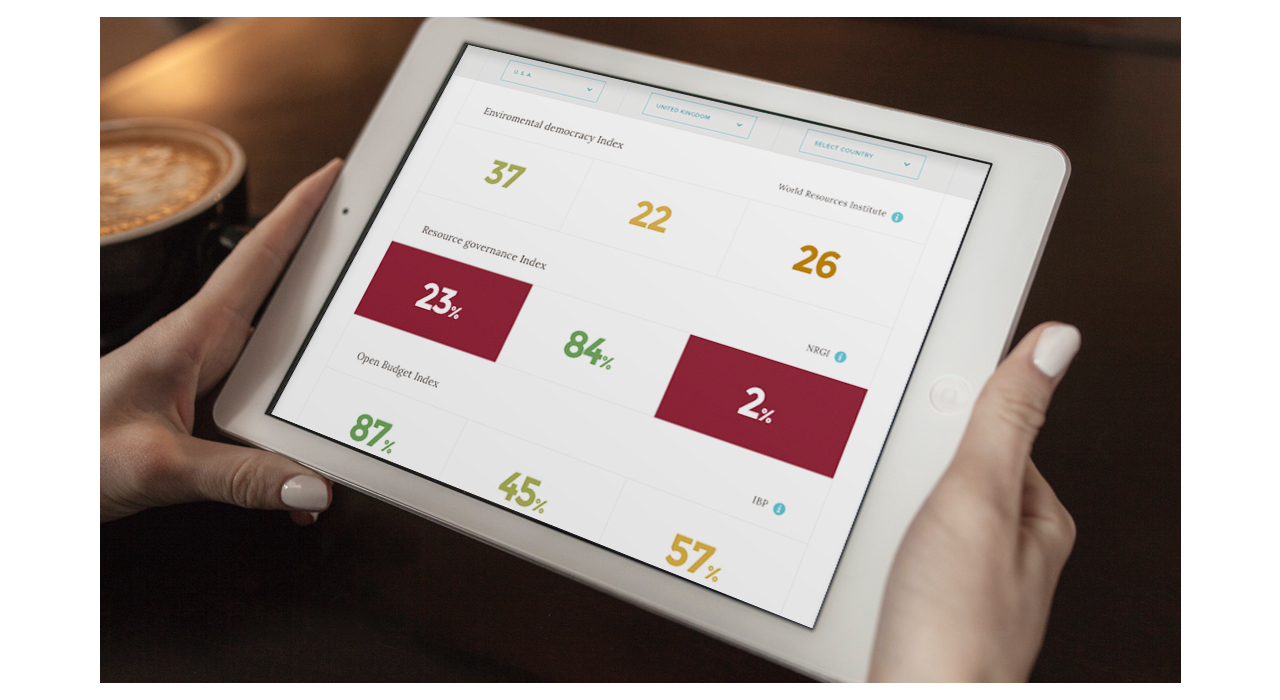 U.S.A.
UNITED KINGDOM
SELECT COUNTRY
Enviromental democracy Index
World Resources Institute i
37
22
26
Resource governance Index
NRGI i
23%
84%
2%
Open Budget Index
IBP i
87%
45%
57%